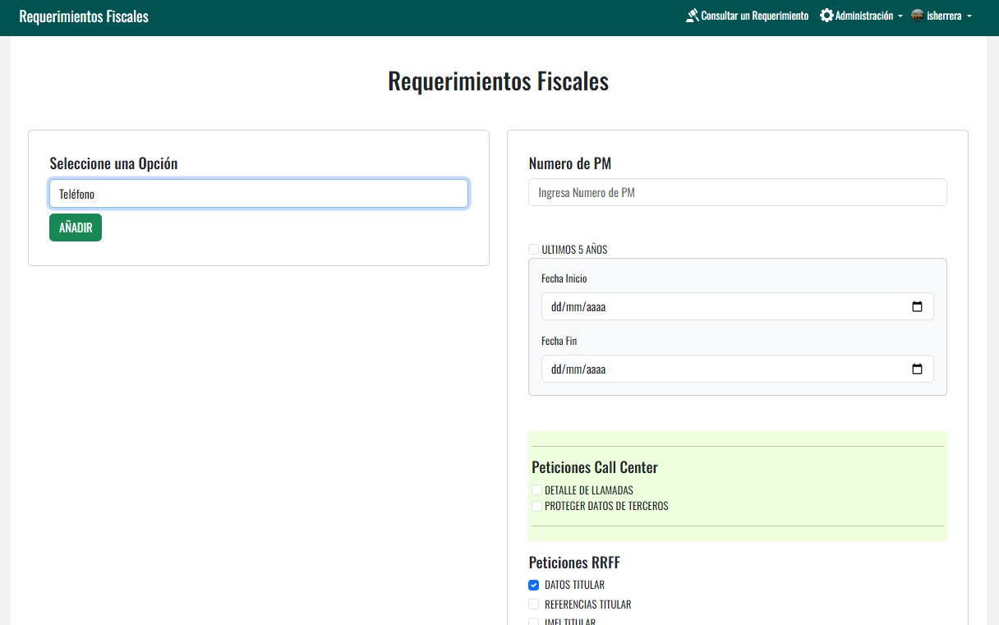 Requerimientos Fiscales
Consultar un Requerimiento
Administración
isherrera
Requerimientos Fiscales
Seleccione una Opción
Teléfono
AÑADIR
Numero de PM
Ingresa Numero de PM
ULTIMOS 5 AÑOS
Fecha Inicio
dd/mm/aaaa
Fecha Fin
dd/mm/aaaa
Peticiones Call Center
DETALLE DE LLAMADAS
PROTEGER DATOS DE TERCEROS
Peticiones RRFF
DATOS TITULAR
REFERENCIAS TITULAR
IMEI TITULAR